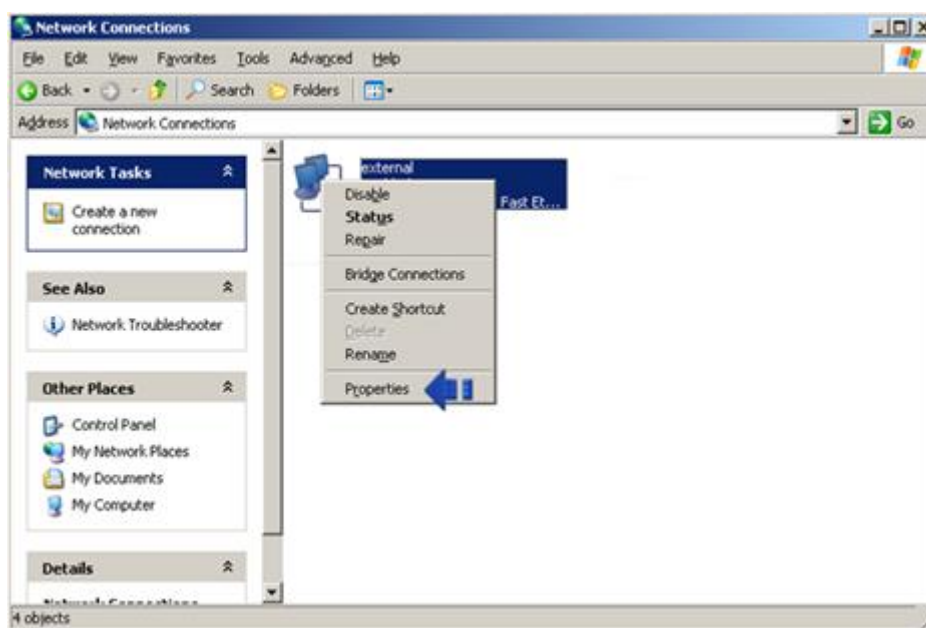 Network Connections
File Edit View Favorites Tools Advanced Help
Back Search Folders
Address Network Connections Go
Network Tasks
Create a new
connection
See Also
Network Troubleshooter
Other Places
Control Panel
My Network Places
My Documents
My Computer
Details
Network Connections
external
Fast Et...
Disable
Status
Repair
Bridge Connections
Create Shortcut
Delete
Rename
Properties
4 objects